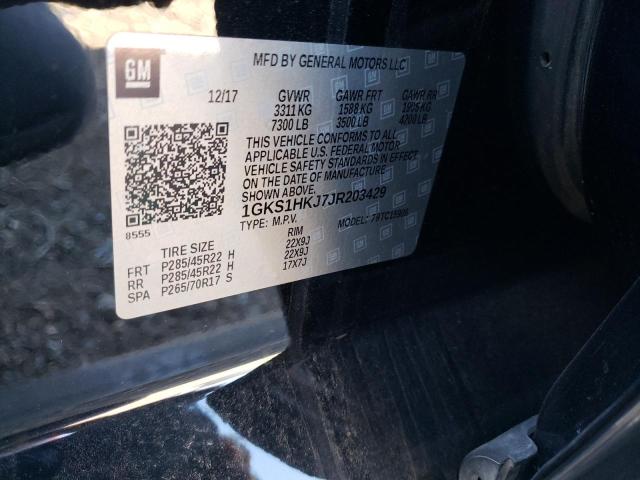 GM
MFD BY GENERAL MOTORS LLC
12/17 GVWR GAWR FRT GAWR RR
3311 KG 1588 KG 1905 KG
7300 LB 3500 LB 4200 LB
THIS VEHICLE CONFORMS TO ALL
APPLICABLE U.S. FEDERAL MOTOR
VEHICLE SAFETY STANDARDS IN EFFECT
ON THE DATE OF MANUFACTURE
SHOWN ABOVE.
1GKS1HKJ7JR203429
TYPE: M.P.V.
8555
TIRE SIZE RIM
FRT P285/45R22 H 22X9J
RR P285/45R22 H 22X9J
SPA P265/70R17 S 17X7J